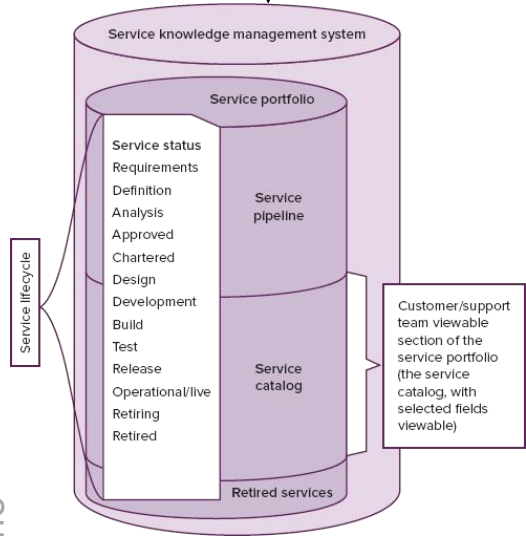 Service knowledge management system
Service portfolio
Service status
Requirements
Definition
Analysis
Approved
Chartered
Design
Development
Build
Test
Release
Operational/live
Retiring
Retired
Service
pipeline
Service
catalog
Retired services
Service lifecycle
Customer/support
team viewable
section of the
service portfolio
(the service
catalog, with
selected fields
viewable)